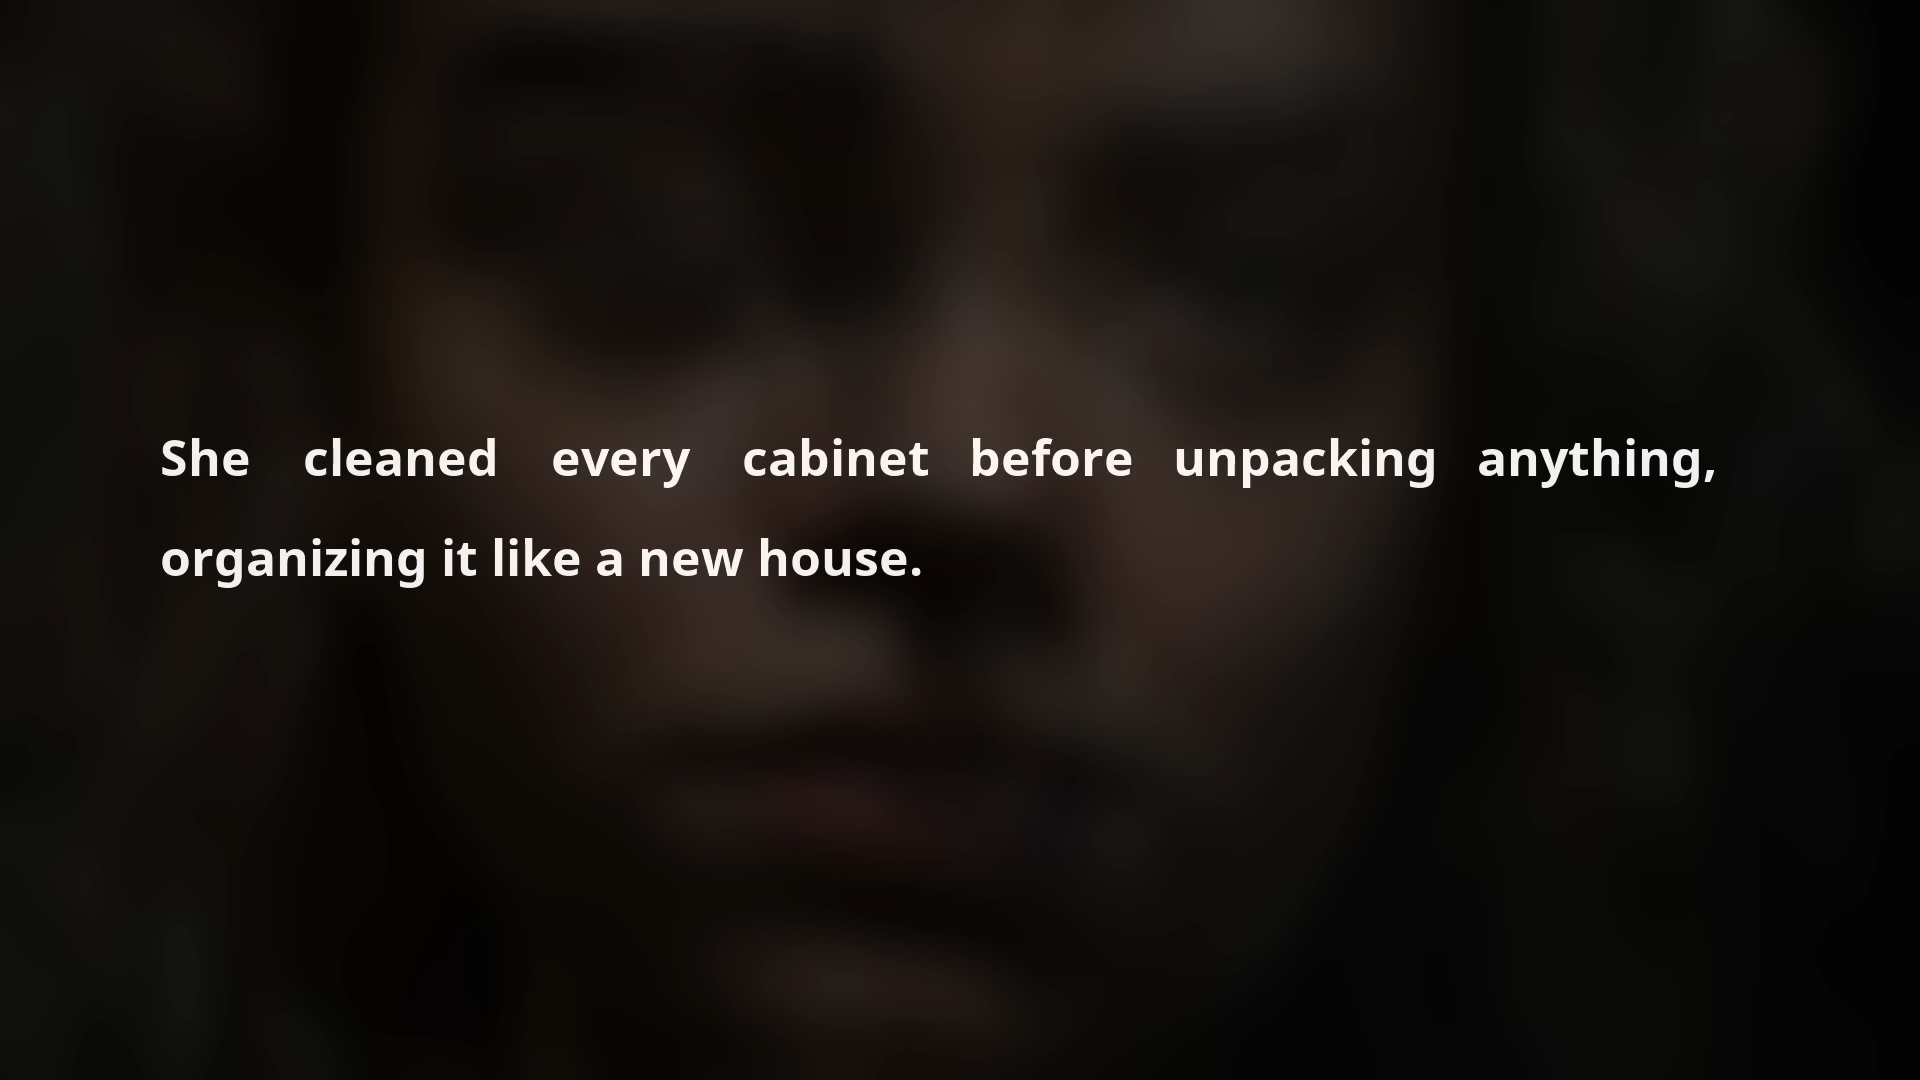 She cleaned every cabinet before unpacking anything,
organizing it like a new house.